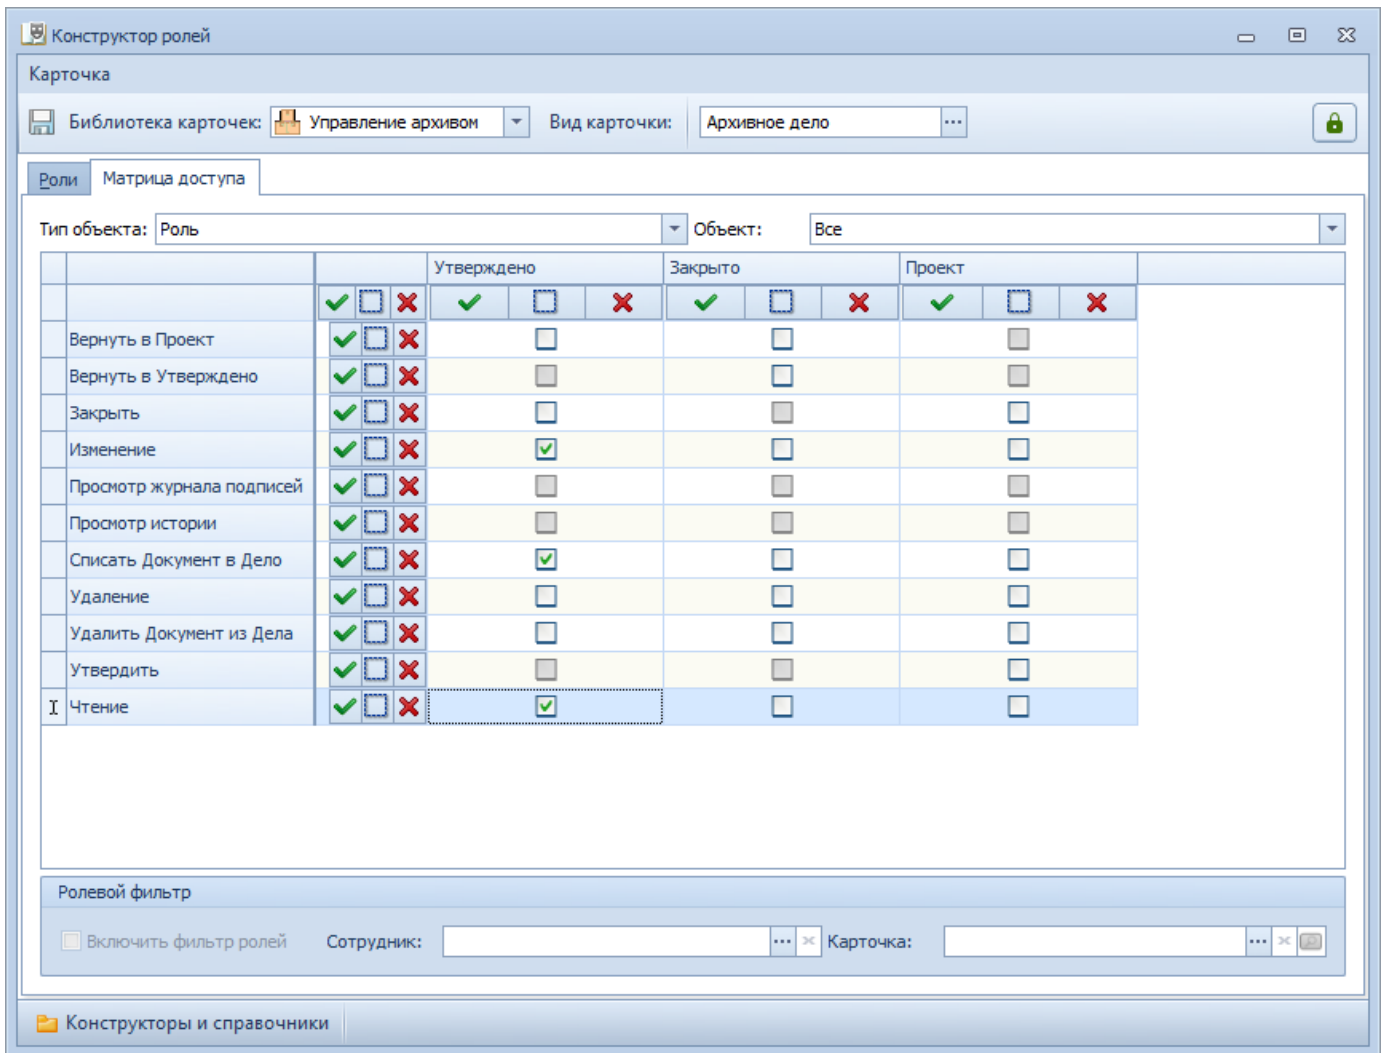 Конструктор ролей
Карточка
Библиотека карточек: Управление архивом Вид карточки: Архивное дело ...
Роли Матрица доступа
Тип объекта: Роль Объект: Все
Утверждено Закрыто Проект
Вернуть в Проект
Вернуть в Утверждено
Закрыть
Изменение
Просмотр журнала подписей
Просмотр истории
Списать Документ в Дело
Удаление
Удалить Документ из Дела
Утвердить
Чтение
Ролевой фильтр
Включить фильтр ролей Сотрудник: ... Карточка: ...
Конструкторы и справочники